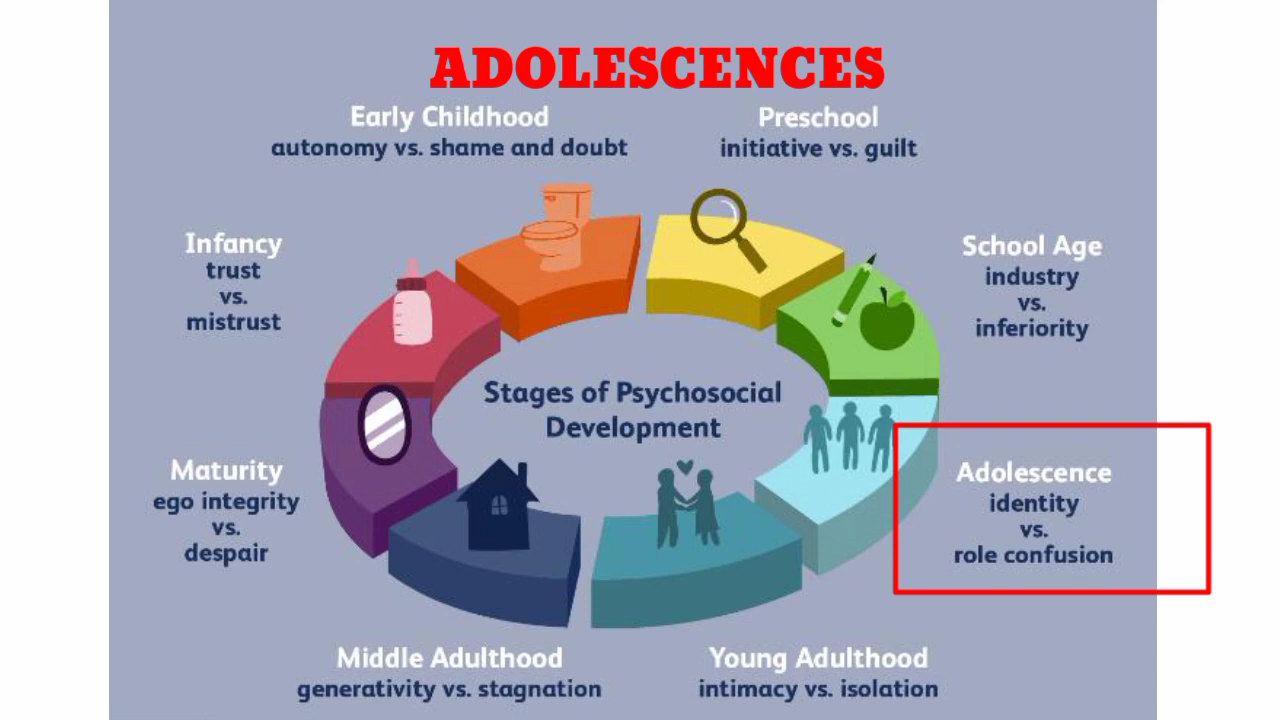 ADOLESCENCES
Early Childhood
autonomy vs. shame and doubt
Preschool
initiative vs. guilt
Infancy
trust
vs.
mistrust
School Age
industry
vs.
inferiority
Stages of Psychosocial
Development
Maturity
ego integrity
vs.
despair
Adolescence
identity
vs.
role confusion
Middle Adulthood
generativity vs. stagnation
Young Adulthood
intimacy vs. isolation